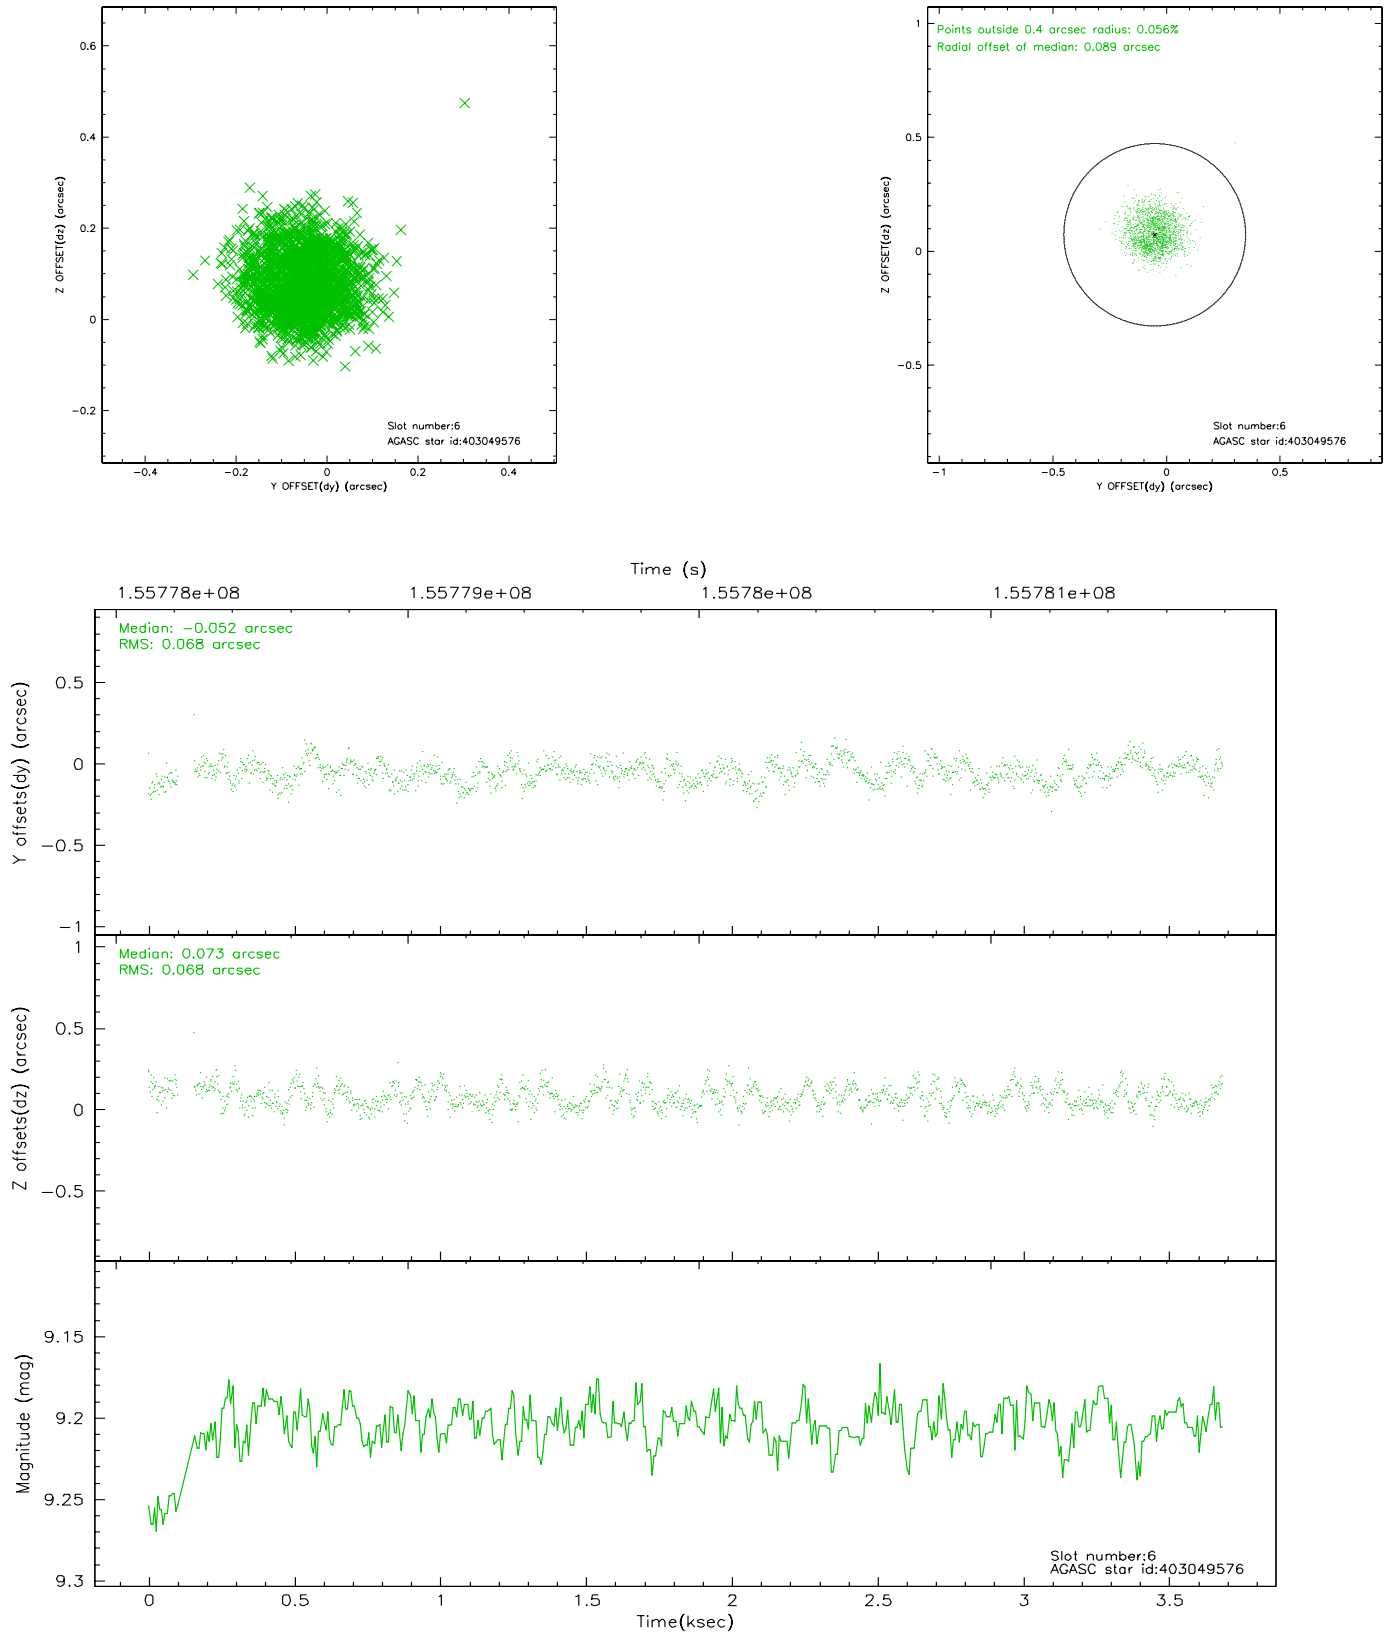 0.6
0.4
0.2
0
−0.2
Z OFFSET(dz) (arcsec)
Slot number:6
AGASC star id:403049576
−0.4 −0.2 0 0.2 0.4
Y OFFSET(dy) (arcsec)
Points outside 0.4 arcsec radius: 0.056%
Radial offset of median: 0.089 arcsec
1
0.5
0
−0.5
Z OFFSET(dz) (arcsec)
Slot number:6
AGASC star id:403049576
−1 −0.5 0 0.5
Y OFFSET(dy) (arcsec)
Time (s)
1.55778e+08 1.55779e+08 1.5578e+08 1.55781e+08
Median: −0.052 arcsec
RMS: 0.068 arcsec
0.5
0
−0.5
−1
Y offsets(dy) (arcsec)
Median: 0.073 arcsec
RMS: 0.068 arcsec
1
0.5
0
−0.5
Z offsets(dz) (arcsec)
9.15
9.2
9.25
9.3
Magnitude (mag)
Slot number:6
AGASC star id:403049576
0 0.5 1 1.5 2 2.5 3 3.5
Time(ksec)